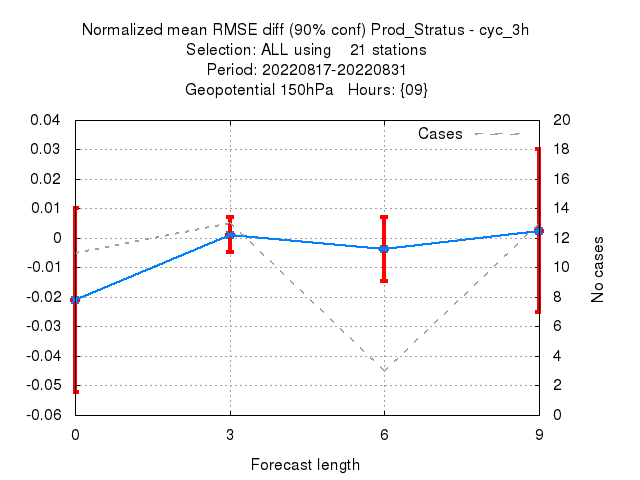 Normalized mean RMSE diff (90% conf) Prod_Stratus - cyc_3h
Selection: ALL using    21 stations
Period: 20220817-20220831
Geopotential 150hPa   Hours: {09}
Cases
0.04
0.03
0.02
0.01
0
-0.01
-0.02
-0.03
-0.04
-0.05
-0.06
20
18
16
14
12
10
8
6
4
2
0
No cases
0 3 6 9
Forecast length